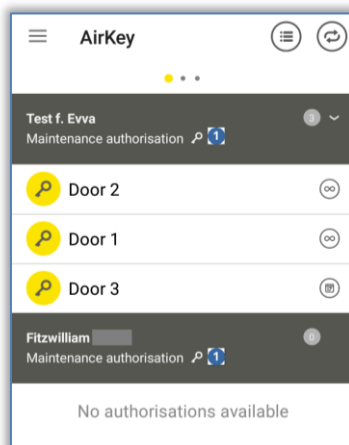 AirKey
Test f. Evva
3
Maintenance authorisation 1
Door 2
Door 1
Door 3
Fitzwilliam
0
Maintenance authorisation 1
No authorisations available